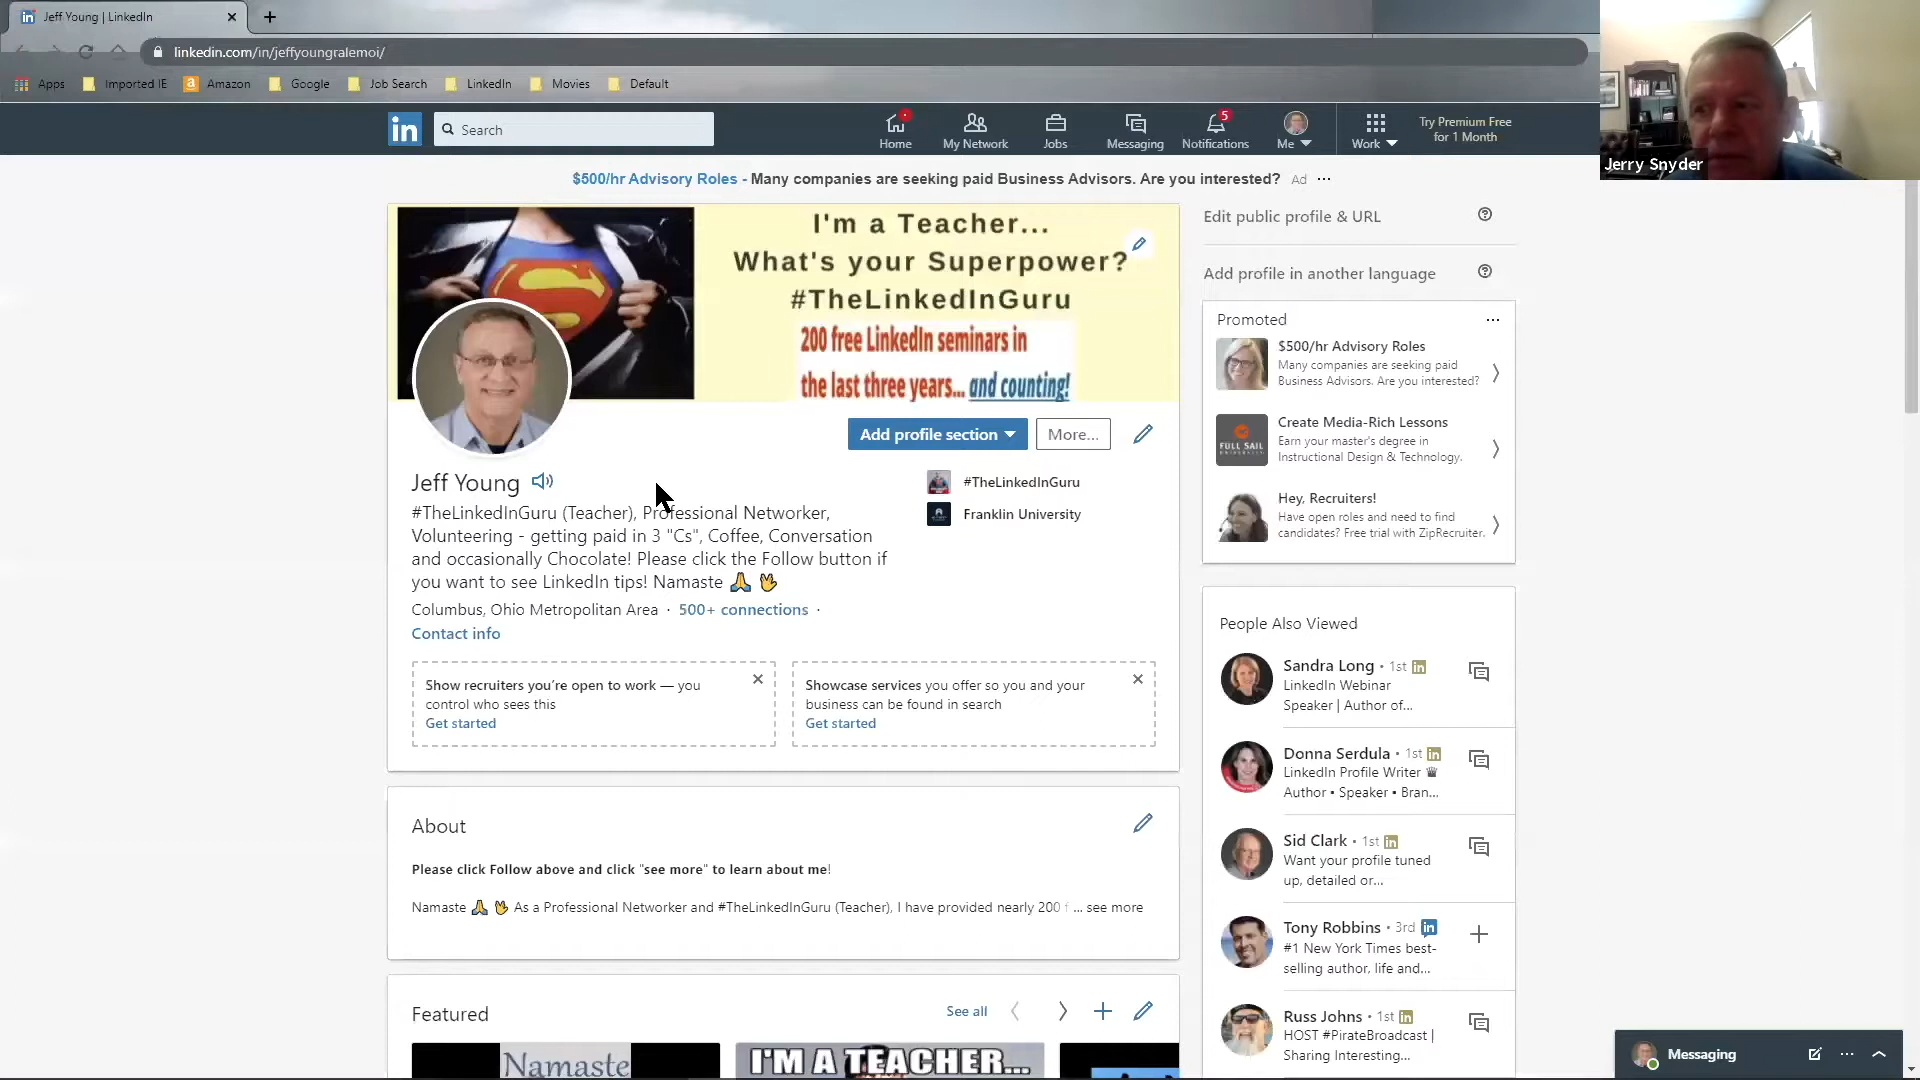 Jeff Young | LinkedIn
linkedin.com/in/jeffyoungralemoi/
Apps Imported IE Amazon Google Job Search LinkedIn Movies Default
in Search
Home My Network Jobs Messaging Notifications 5 Me Work
Try Premium Free
for 1 Month
Jerry Snyder
$500/hr Advisory Roles - Many companies are seeking paid Business Advisors. Are you interested? Ad ...
I'm a Teacher...
What's your Superpower?
#TheLinkedInGuru
200 free LinkedIn seminars in
the last three years... and counting!
Add profile section More...
Jeff Young
#TheLinkedInGuru (Teacher), Professional Networker,
Volunteering - getting paid in 3 "Cs", Coffee, Conversation
and occasionally Chocolate! Please click the Follow button if
you want to see LinkedIn tips! Namaste 🙏 🖖
Columbus, Ohio Metropolitan Area · 500+ connections ·
Contact info
#TheLinkedInGuru
Franklin University
Show recruiters you're open to work — you
control who sees this
Get started
Showcase services you offer so you and your
business can be found in search
Get started
About
Please click Follow above and click "see more" to learn about me!
Namaste 🙏 🖖 As a Professional Networker and #TheLinkedInGuru (Teacher), I have provided nearly 200 f ... see more
Featured
See all
Namaste
I'M A TEACHER...
Edit public profile & URL
Add profile in another language
Promoted ...
$500/hr Advisory Roles
Many companies are seeking paid
Business Advisors. Are you interested?
FULL SAIL
UNIVERSITY
Create Media-Rich Lessons
Earn your master's degree in
Instructional Design & Technology.
Hey, Recruiters!
Have open roles and need to find
candidates? Free trial with ZipRecruiter.
People Also Viewed
Sandra Long • 1st in
LinkedIn Webinar
Speaker | Author of...
Donna Serdula • 1st in
LinkedIn Profile Writer ♛
Author • Speaker • Bran...
Sid Clark • 1st in
Want your profile tuned
up, detailed or...
Tony Robbins • 3rd in
#1 New York Times best-
selling author, life and...
Russ Johns • 1st in
HOST #PirateBroadcast |
Sharing Interesting...
Messaging ...